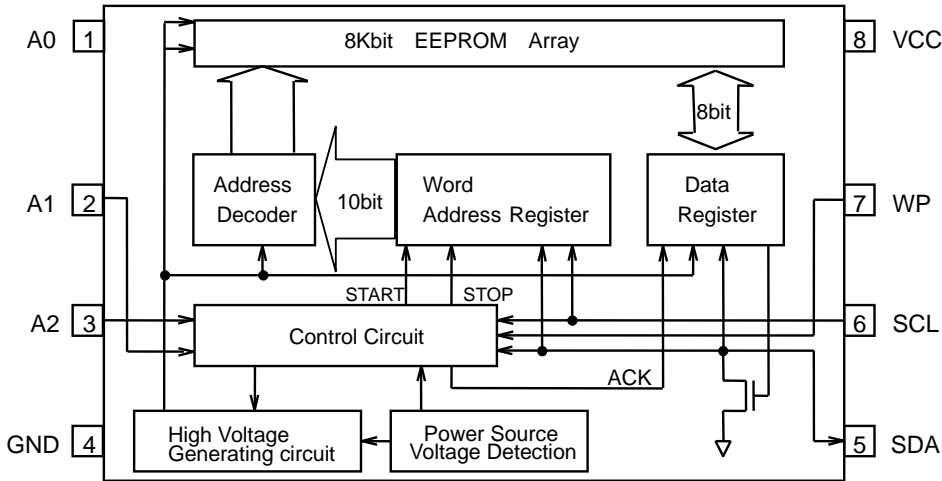 A0 1
8Kbit EEPROM Array
8 VCC
8bit
A1 2
Address
Decoder
10bit
Word
Address Register
Data
Register
7 WP
START
STOP
A2 3
Control Circuit
6 SCL
ACK
GND 4
High Voltage
Generating circuit
Power Source
Voltage Detection
5 SDA